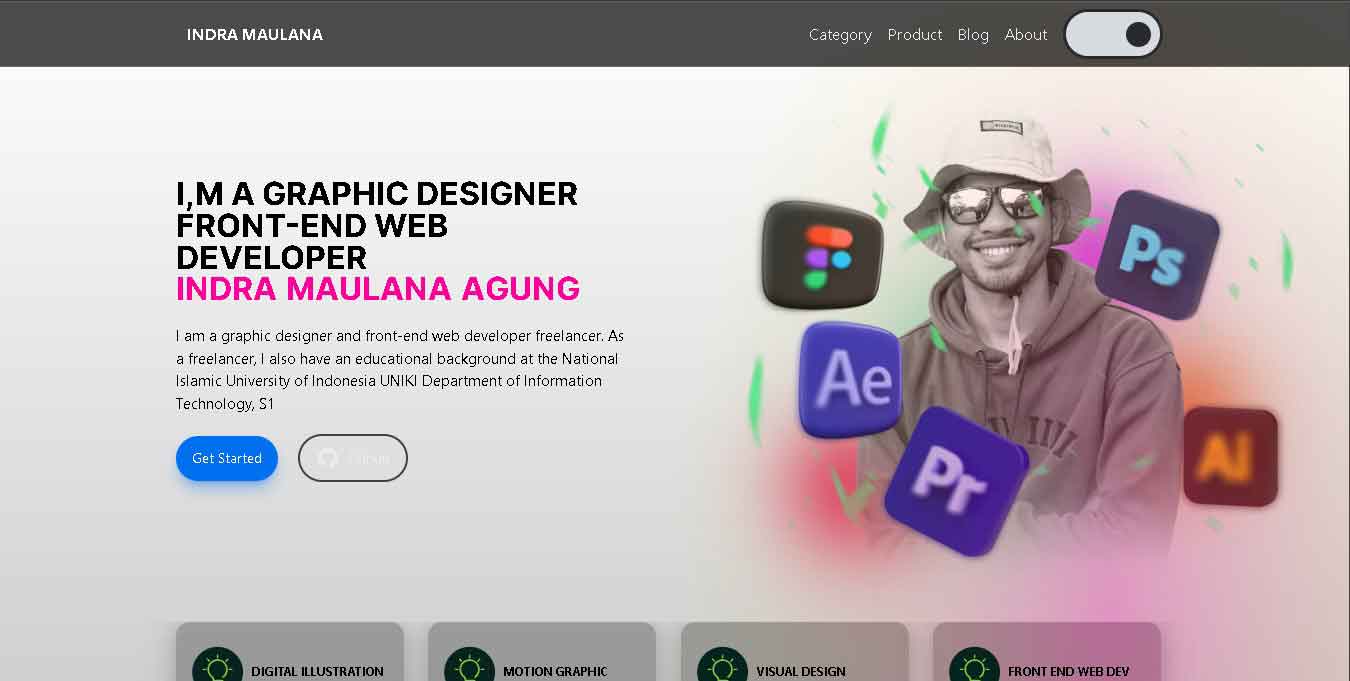 INDRA MAULANA
Category Product Blog About
I,M A GRAPHIC DESIGNER
FRONT-END WEB
DEVELOPER
INDRA MAULANA AGUNG
I am a graphic designer and front-end web developer freelancer. As
a freelancer, I also have an educational background at the National
Islamic University of Indonesia UNIKI Department of Information
Technology, S1
Get Started
Ps
Ae
Pr
Ai
DIGITAL ILLUSTRATION
MOTION GRAPHIC
VISUAL DESIGN
FRONT END WEB DEV